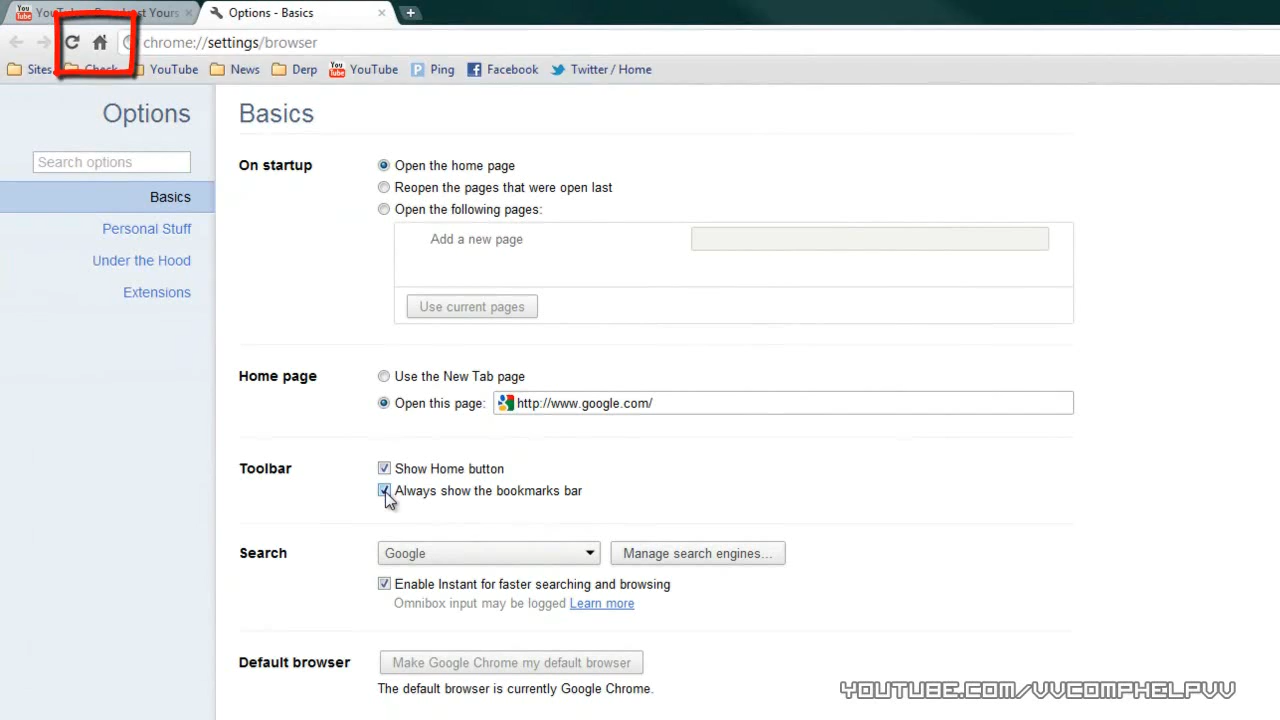 YouTube - Broadcast Yours
Options - Basics
chrome://settings/browser
Sites
Check
YouTube
News
Derp
YouTube
Ping
Facebook
Twitter / Home
Options
Search options
Basics
Personal Stuff
Under the Hood
Extensions
Basics
On startup
Open the home page
Reopen the pages that were open last
Open the following pages:
Add a new page
Use current pages
Home page
Use the New Tab page
Open this page:
http://www.google.com/
Toolbar
Show Home button
Always show the bookmarks bar
Search
Google
Manage search engines...
Enable Instant for faster searching and browsing
Omnibox input may be logged Learn more
Default browser
Make Google Chrome my default browser
The default browser is currently Google Chrome.
YOUTUBE.COM/VVCOMPHELPVV